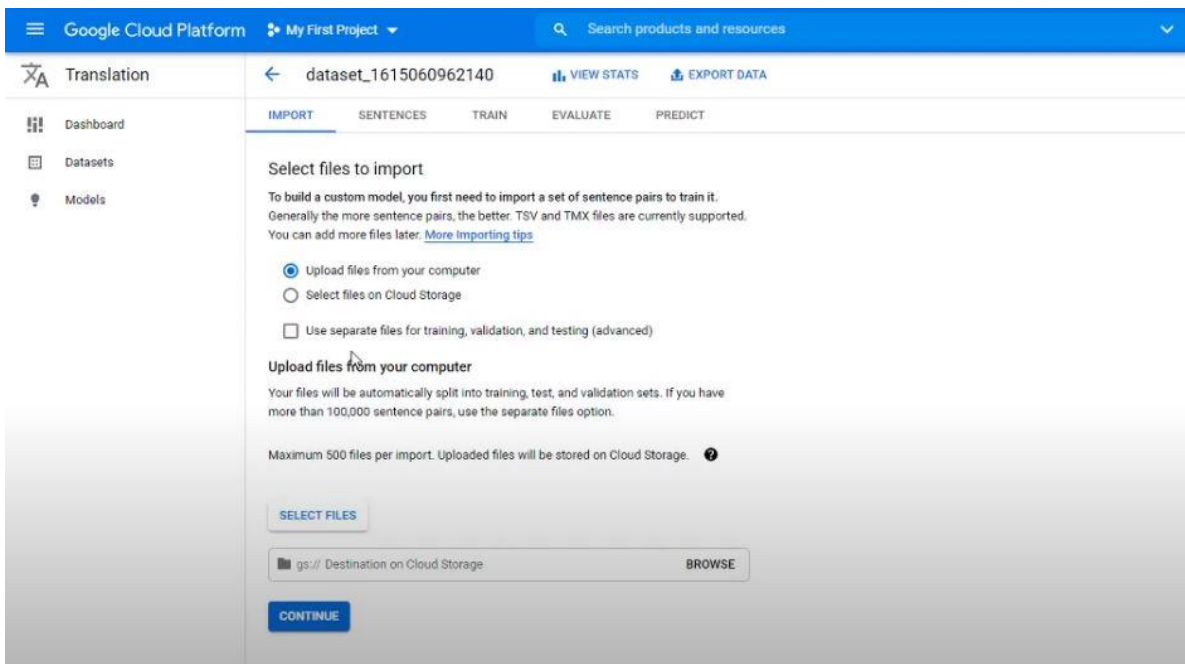 Google Cloud Platform
My First Project
Search products and resources
Translation
dataset_1615060962140
VIEW STATS
EXPORT DATA
Dashboard
Datasets
Models
IMPORT
SENTENCES
TRAIN
EVALUATE
PREDICT
Select files to import
To build a custom model, you first need to import a set of sentence pairs to train it.
Generally the more sentence pairs, the better. TSV and TMX files are currently supported.
You can add more files later. More Importing tips
Upload files from your computer
Select files on Cloud Storage
Use separate files for training, validation, and testing (advanced)
Upload files from your computer
Your files will be automatically split into training, test, and validation sets. If you have
more than 100,000 sentence pairs, use the separate files option.
Maximum 500 files per import. Uploaded files will be stored on Cloud Storage. ?
SELECT FILES
gs:// Destination on Cloud Storage
BROWSE
CONTINUE